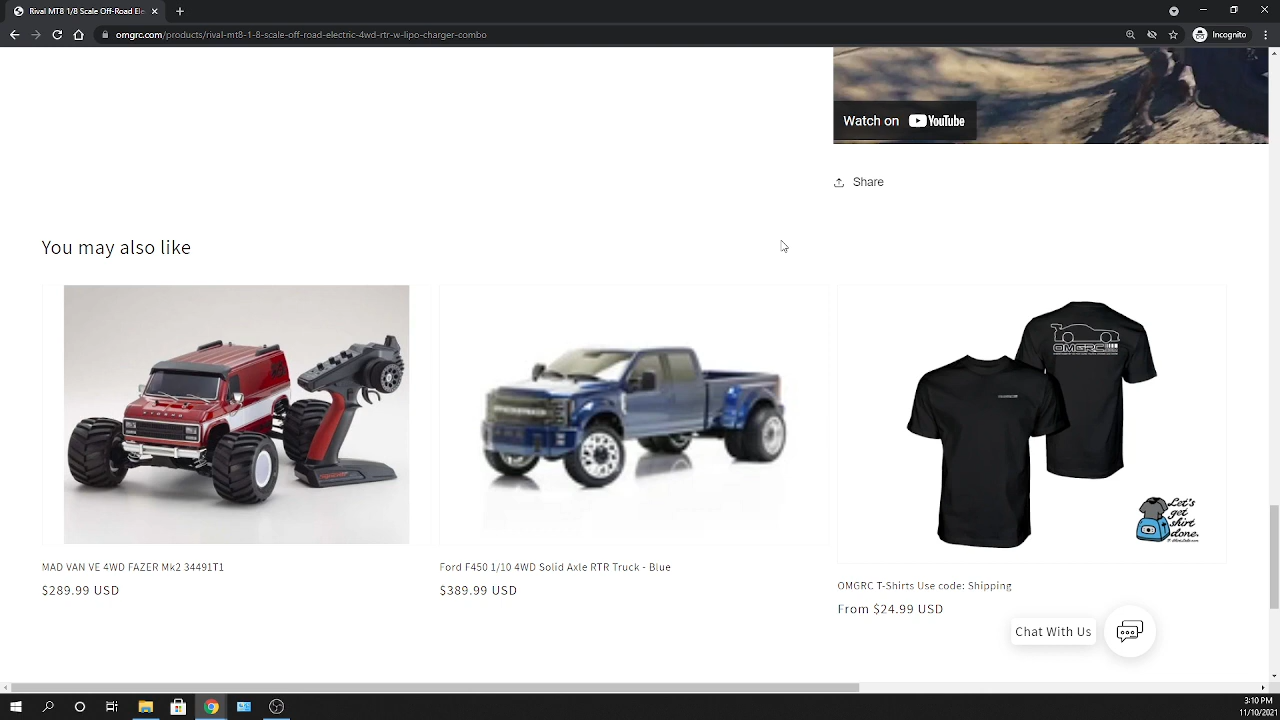 Rival MT8 1/8 Scale Off-Road Ele
omgrc.com/products/rival-mt8-1-8-scale-off-road-electric-4wd-rtr-w-lipo-charger-combo
Incognito
Watch on YouTube
Share
You may also like
KYOSHO
OMGRC
Let's
get
shirt
done.
MAD VAN VE 4WD FAZER Mk2 34491T1
$289.99 USD
Ford F450 1/10 4WD Solid Axle RTR Truck - Blue
$389.99 USD
OMGRC T-Shirts Use code: Shipping
From $24.99 USD
Chat With Us
3:10 PM
11/10/2021